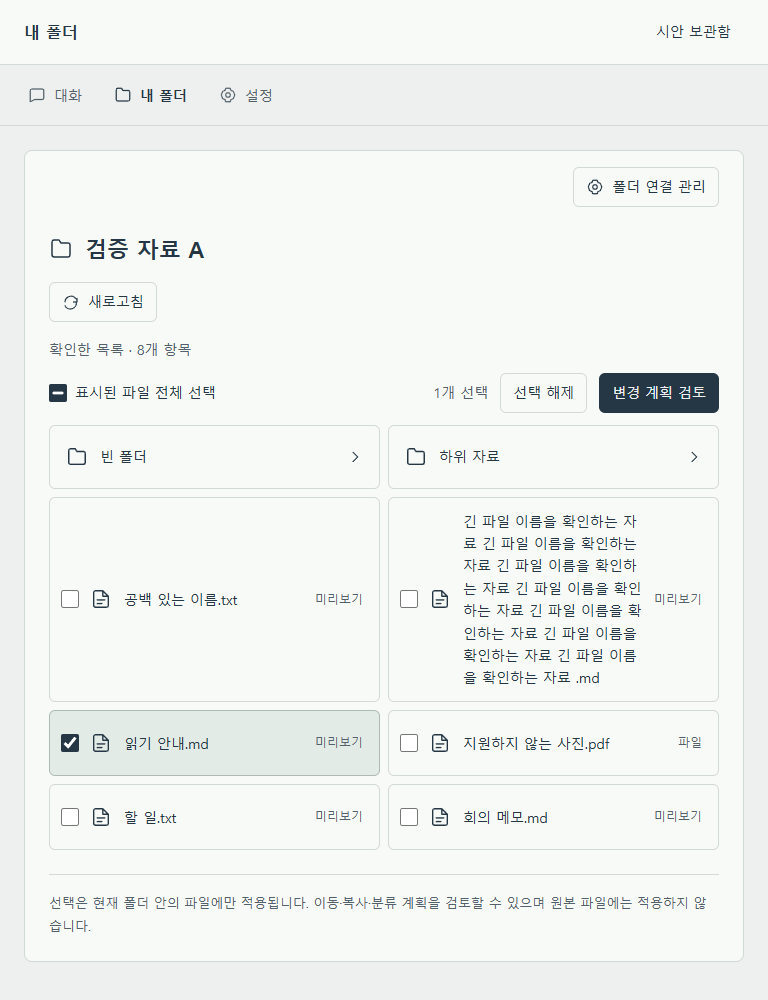 내 폴더
시안 보관함
대화
내 폴더
설정
폴더 연결 관리
검증 자료 A
새로고침
확인한 목록 · 8개 항목
표시된 파일 전체 선택
1개 선택
선택 해제
변경 계획 검토
빈 폴더
하위 자료
공백 있는 이름.txt
미리보기
긴 파일 이름을 확인하는 자
료 긴 파일 이름을 확인하는
자료 긴 파일 이름을 확인하
는 자료 긴 파일 이름을 확인
하는 자료 긴 파일 이름을 확
인하는 자료 긴 파일 이름을
확인하는 자료 긴 파일 이름
을 확인하는 자료 .md
미리보기
읽기 안내.md
미리보기
지원하지 않는 사진.pdf
파일
할 일.txt
미리보기
회의 메모.md
미리보기
선택은 현재 폴더 안의 파일에만 적용됩니다. 이동·복사·분류 계획을 검토할 수 있으며 원본 파일에는 적용하지 않
습니다.